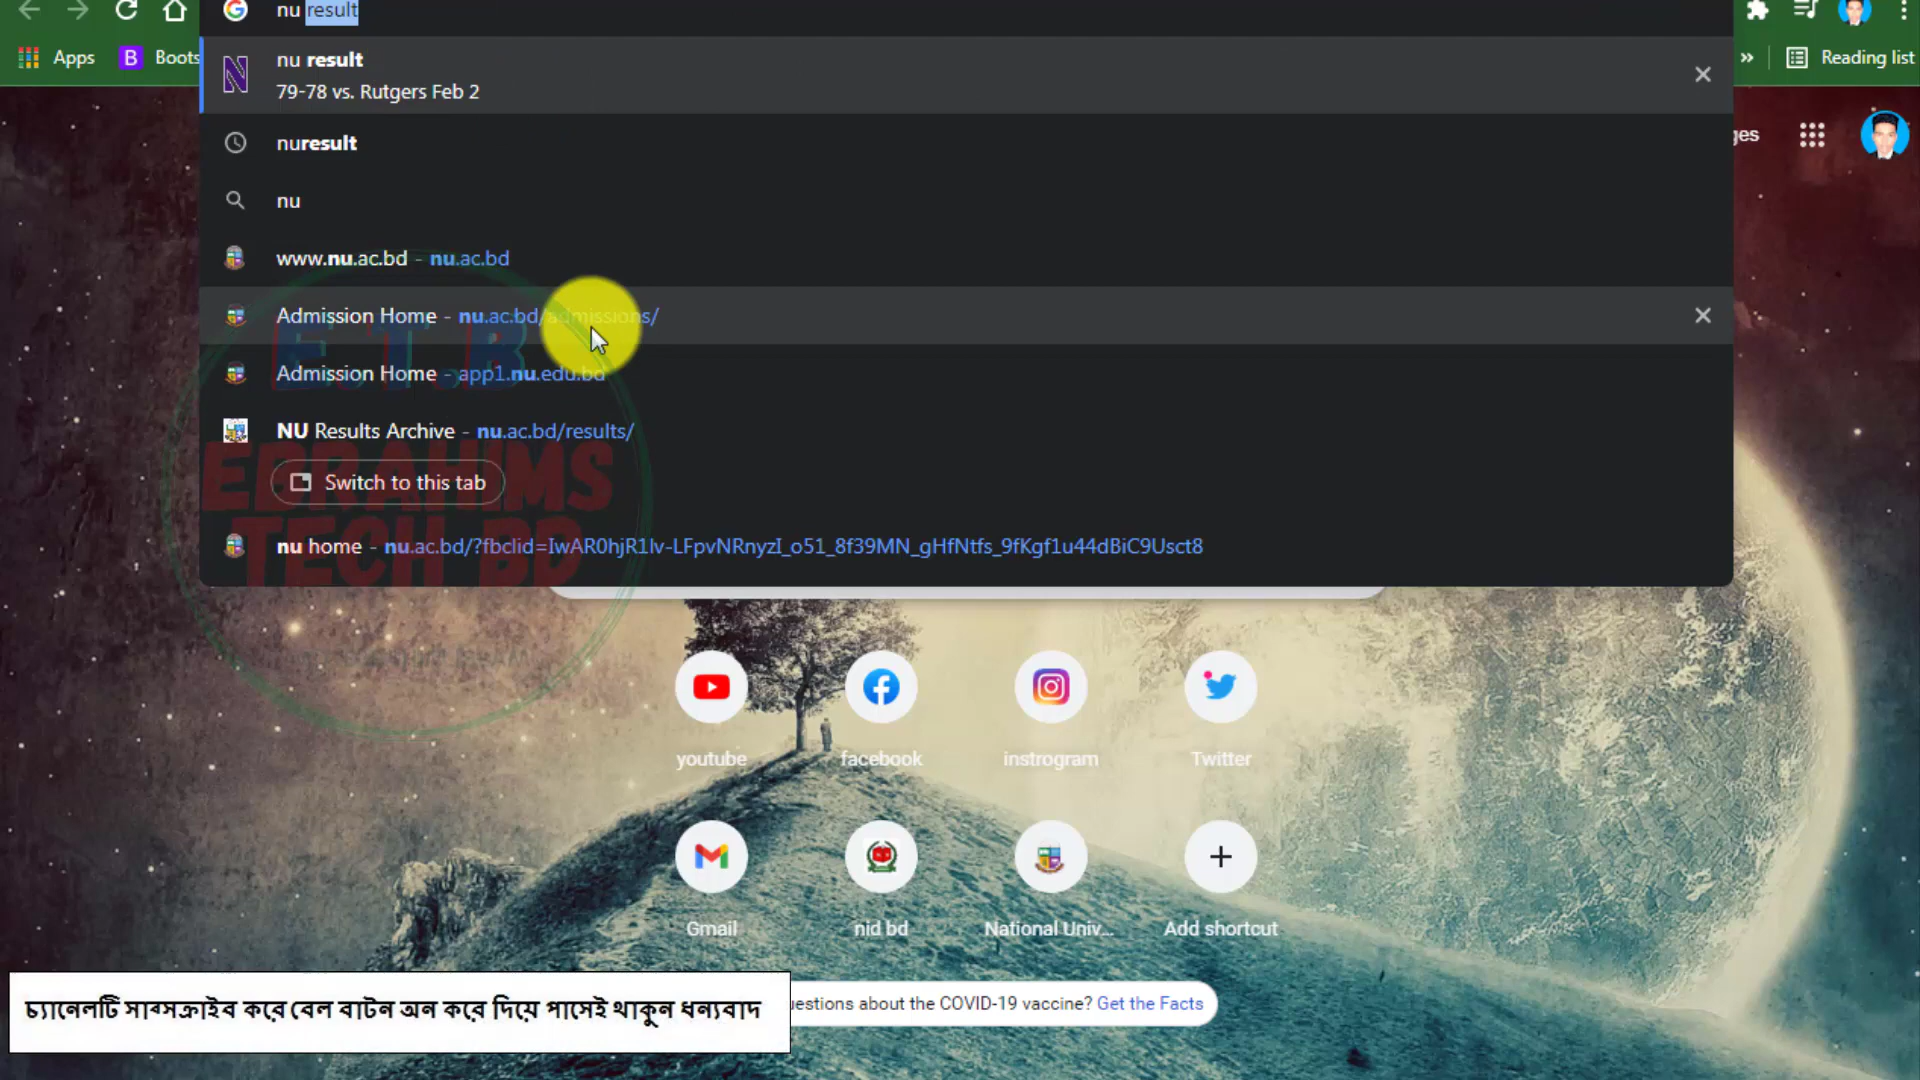 nu result
Apps
Boots
nu result
79-78 vs. Rutgers Feb 2
Reading list
nuresult
ges
nu
www.nu.ac.bd - nu.ac.bd
Admission Home - nu.ac.bd/admissions/
E.T.B
Admission Home - app1.nu.edu.bd
NU Results Archive - nu.ac.bd/results/
EBRAHIMS
Switch to this tab
TECH BD
nu home - nu.ac.bd/?fbclid=IwAR0hjR1lv-LFpvNRnyzI_o51_8f39MN_gHfNtfs_9fKgf1u44dBiC9Usct8
youtube
facebook
instrogram
Twitter
Gmail
nid bd
National Univ...
Add shortcut
চ্যানেলটি সাবসক্রাইব করে বেল বাটন অন করে দিয়ে পাসেই থাকুন ধন্যবাদ
uestions about the COVID-19 vaccine? Get the Facts